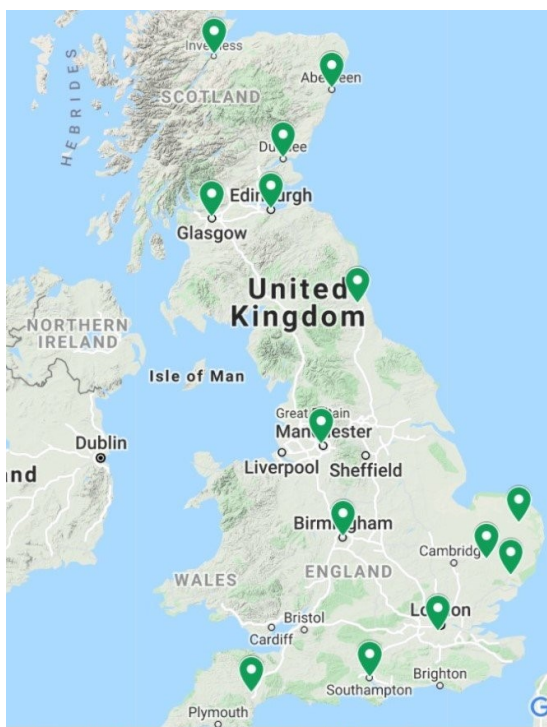 HEBRIDES
Inverness
Aberdeen
SCOTLAND
Dundee
Edinburgh
Glasgow
United
Kingdom
NORTHERN
IRELAND
Isle of Man
Great Britain
Manchester
Dublin
Liverpool
Sheffield
nd
Birmingham
Cambridg
WALES
ENGLAND
London
Bristol
Cardiff
Brighton
Southampton
Plymouth
G